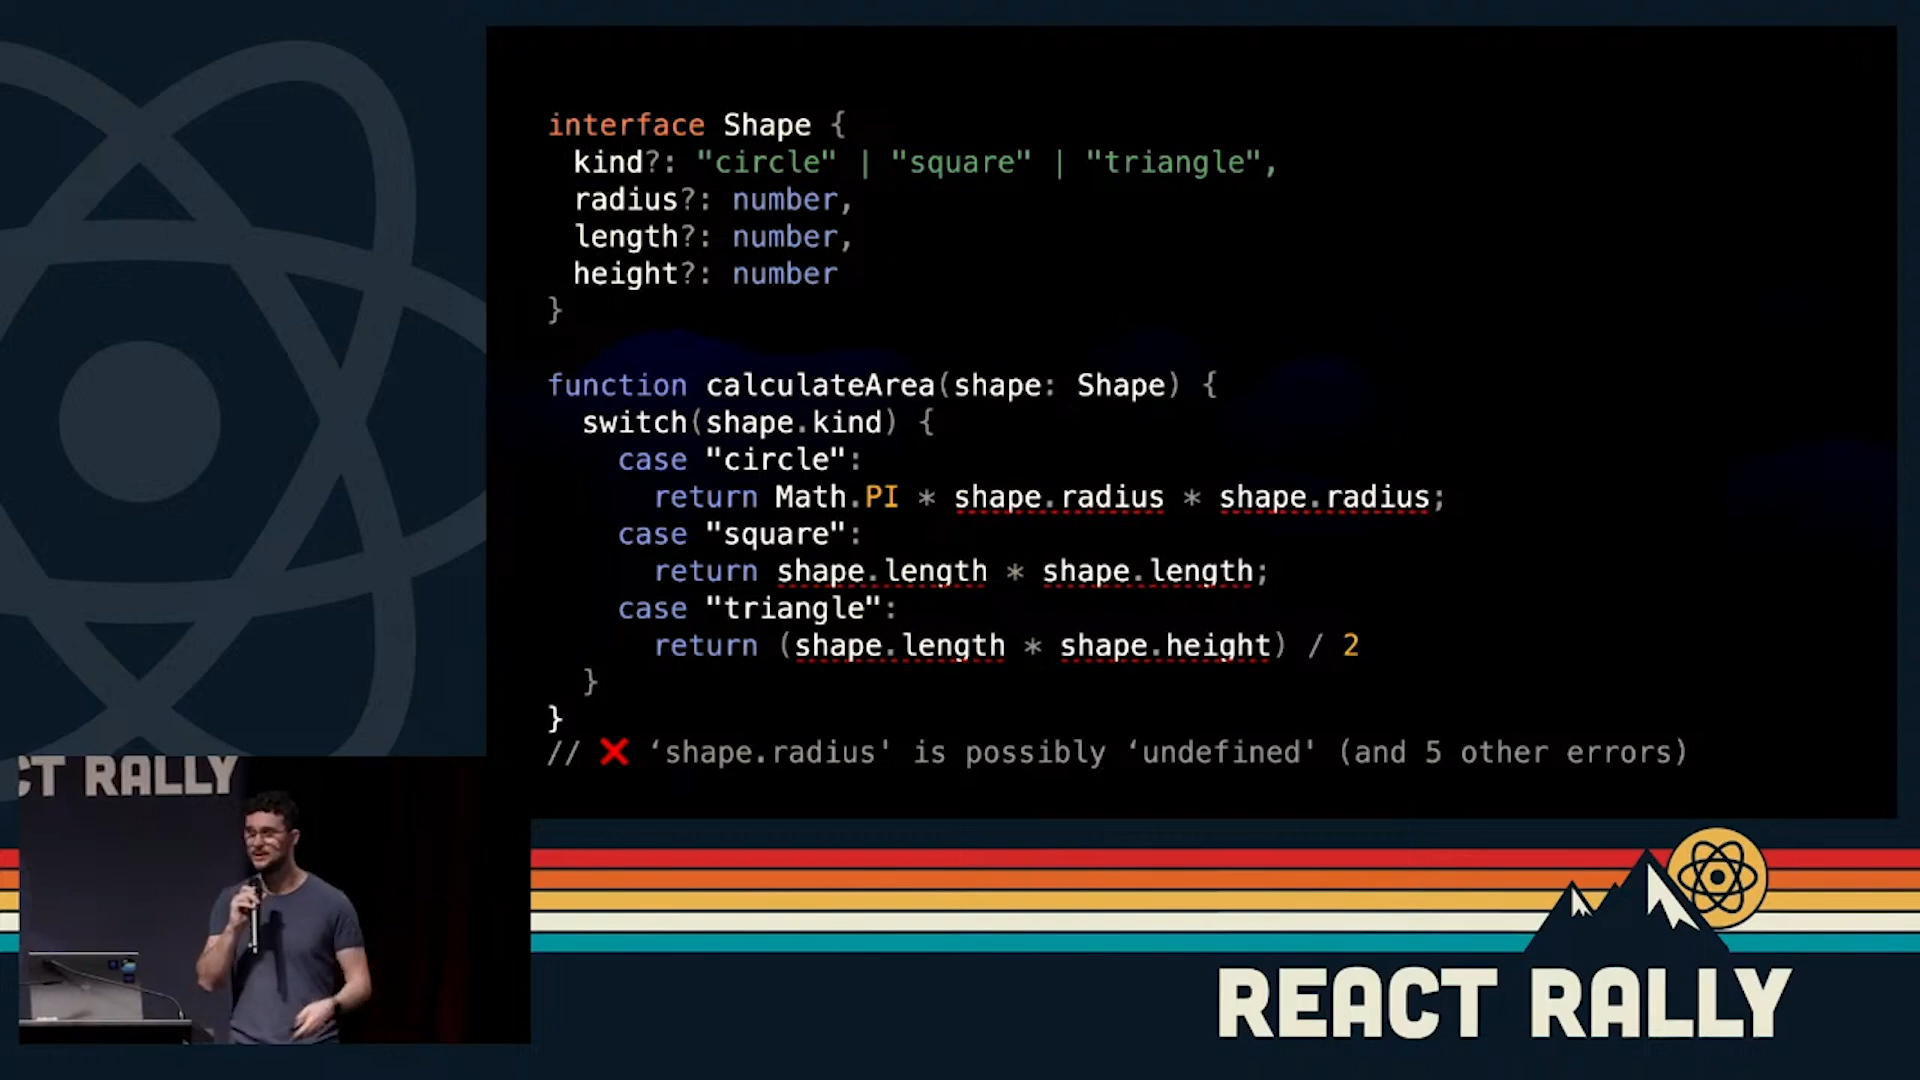 interface Shape {
kind?: "circle" | "square" | "triangle",
radius?: number,
length?: number,
height?: number
}
function calculateArea(shape: Shape) {
switch(shape.kind) {
case "circle":
return Math.PI * shape.radius * shape.radius;
case "square":
return shape.length * shape.length;
case "triangle":
return (shape.length * shape.height) / 2
}
}
// ❌ ‘shape.radius' is possibly ‘undefined' (and 5 other errors)
CT RALLY
REACT RALLY